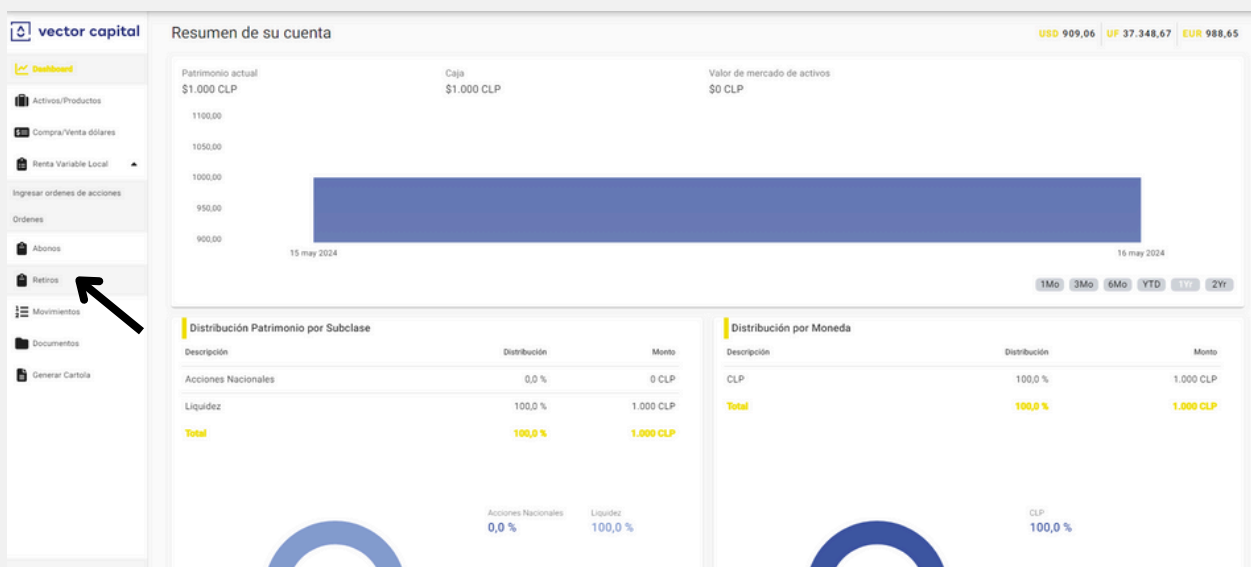 vector capital
Resumen de su cuenta
USD 909,06 UF 37.348,67 EUR 988,65
Dashboard
Activos/Productos
Compra/Venta dólares
Renta Variable Local
Ingresar ordenes de acciones
Ordenes
Abonos
Retiros
Movimientos
Documentos
Generar Cartola
Patrimonio actual Caja Valor de mercado de activos
$1.000 CLP $1.000 CLP $0 CLP
1100,00
1050,00
1000,00
950,00
900,00
15 may 2024 16 may 2024
1Mo 3Mo 6Mo YTD 1Yr 2Yr
Distribución Patrimonio por Subclase
Descripción Distribución Monto
Acciones Nacionales 0,0 % 0 CLP
Liquidez 100,0 % 1.000 CLP
Total 100,0 % 1.000 CLP
Acciones Nacionales Liquidez
0,0 % 100,0 %
Distribución por Moneda
Descripción Distribución Monto
CLP 100,0 % 1.000 CLP
Total 100,0 % 1.000 CLP
CLP
100,0 %